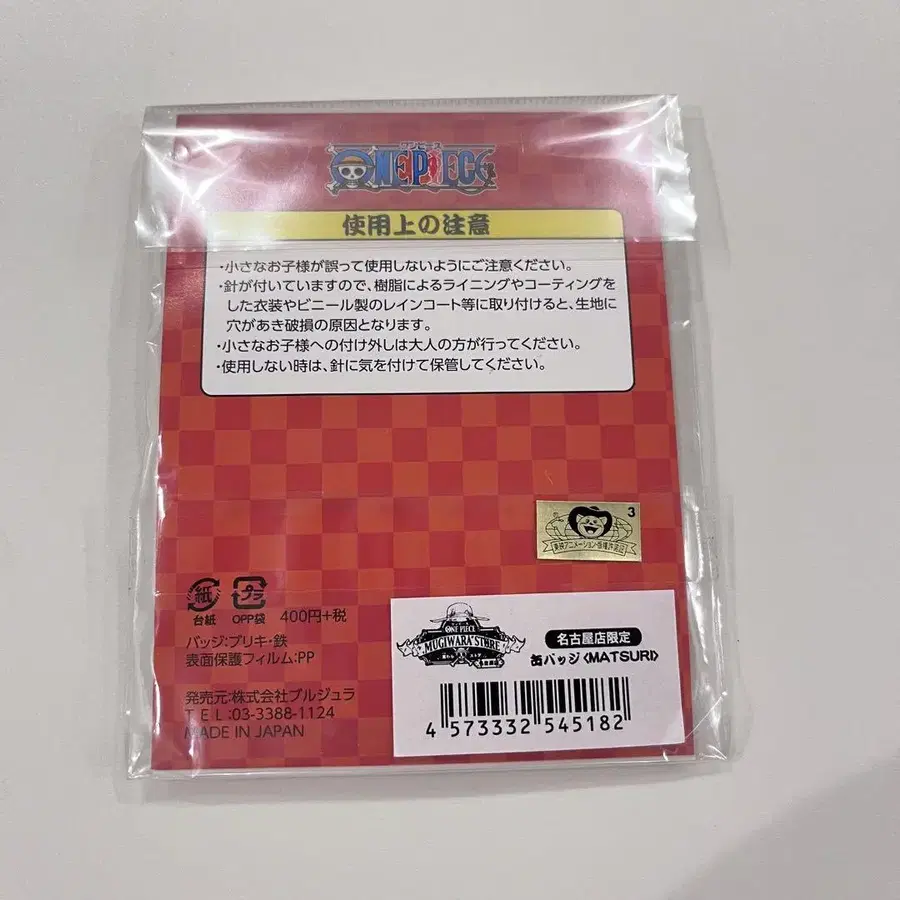 ワンピース
ONE PIECE
使用上の注意
・小さなお子様が誤って使用しないようにご注意ください。
・針が付いていますので、樹脂によるライニングやコーティングを
した衣装やビニール製のレインコート等に取り付けると、生地に
穴があき破損の原因となります。
・小さなお子様への付け外しは大人の方が行ってください。
・使用しない時は、針に気を付けて保管してください。
3
東映アニメーション・版権許諾証
紙 プラ
台紙 OPP袋 400円+税
バッジ:ブリキ・鉄
表面保護フィルム:PP
発売元:株式会社ブルジュラ
TEL:03-3388-1124
MADE IN JAPAN
ONE PIECE
MUGIWARA STORE
麦わらストア
名古屋店限定
缶バッジ〈MATSURI〉
4 573332 545182